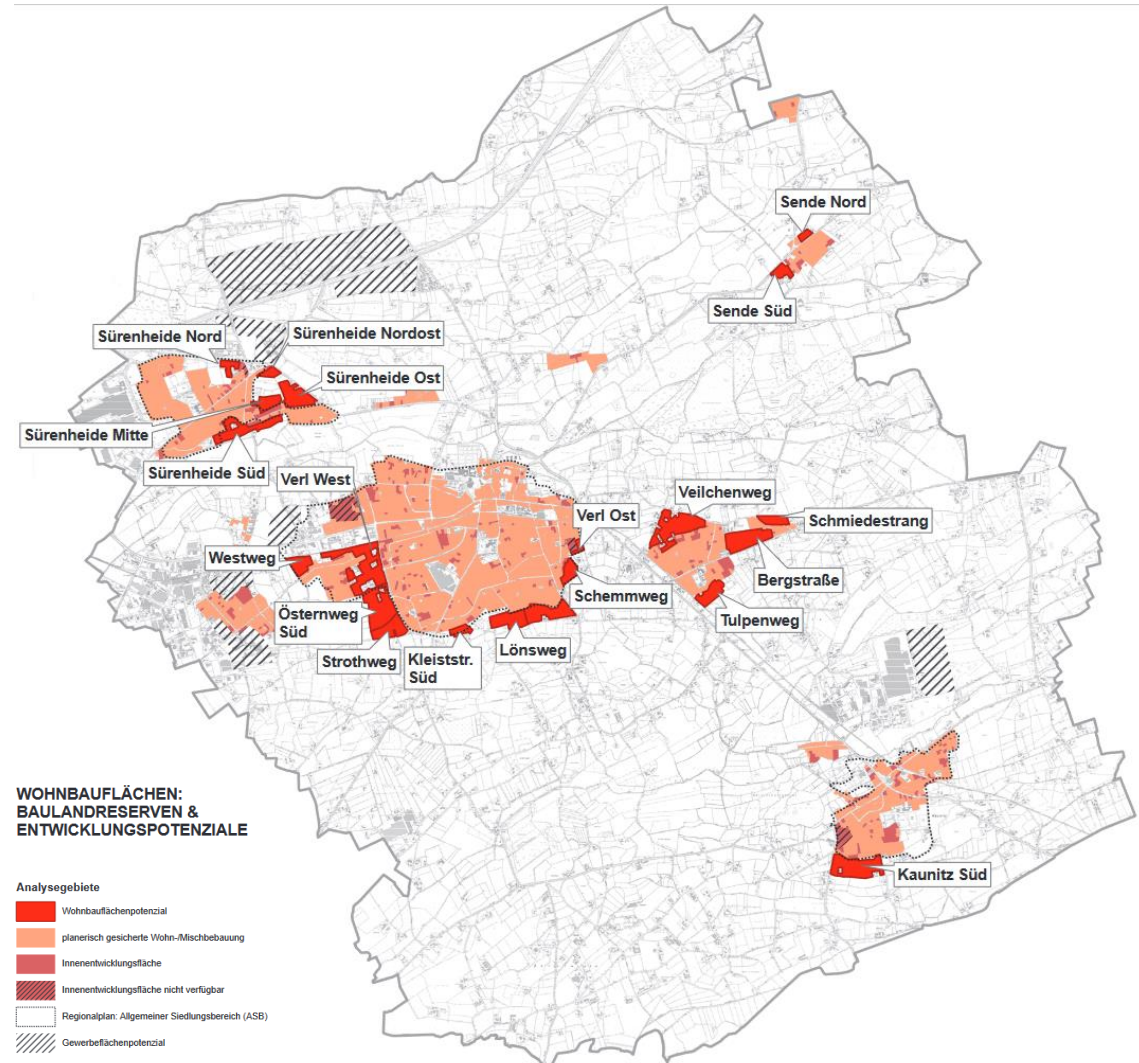 Sende Nord
Sende Süd
Sürenheide Nord
Sürenheide Nordost
Sürenheide Ost
Sürenheide Mitte
Sürenheide Süd
Verl West
Veilchenweg
Verl Ost
Schmiedestrang
Westweg
Bergstraße
Schemmweg
Österweg
Süd
Tulpenweg
Strothweg
Kleiststr.
Süd
Lönsweg
WOHNBAUFLÄCHEN:
BAULANDRESERVEN &
ENTWICKLUNGSPOTENZIALE
Kaunitz Süd
Analysegebiete
Wohnbauflächenpotenzial
planerisch gesicherte Wohn-/Mischbebauung
Innenentwicklungsfläche
Innenentwicklungsfläche nicht verfügbar
Regionalplan: Allgemeiner Siedlungsbereich (ASB)
Gewerbeflächenpotenzial